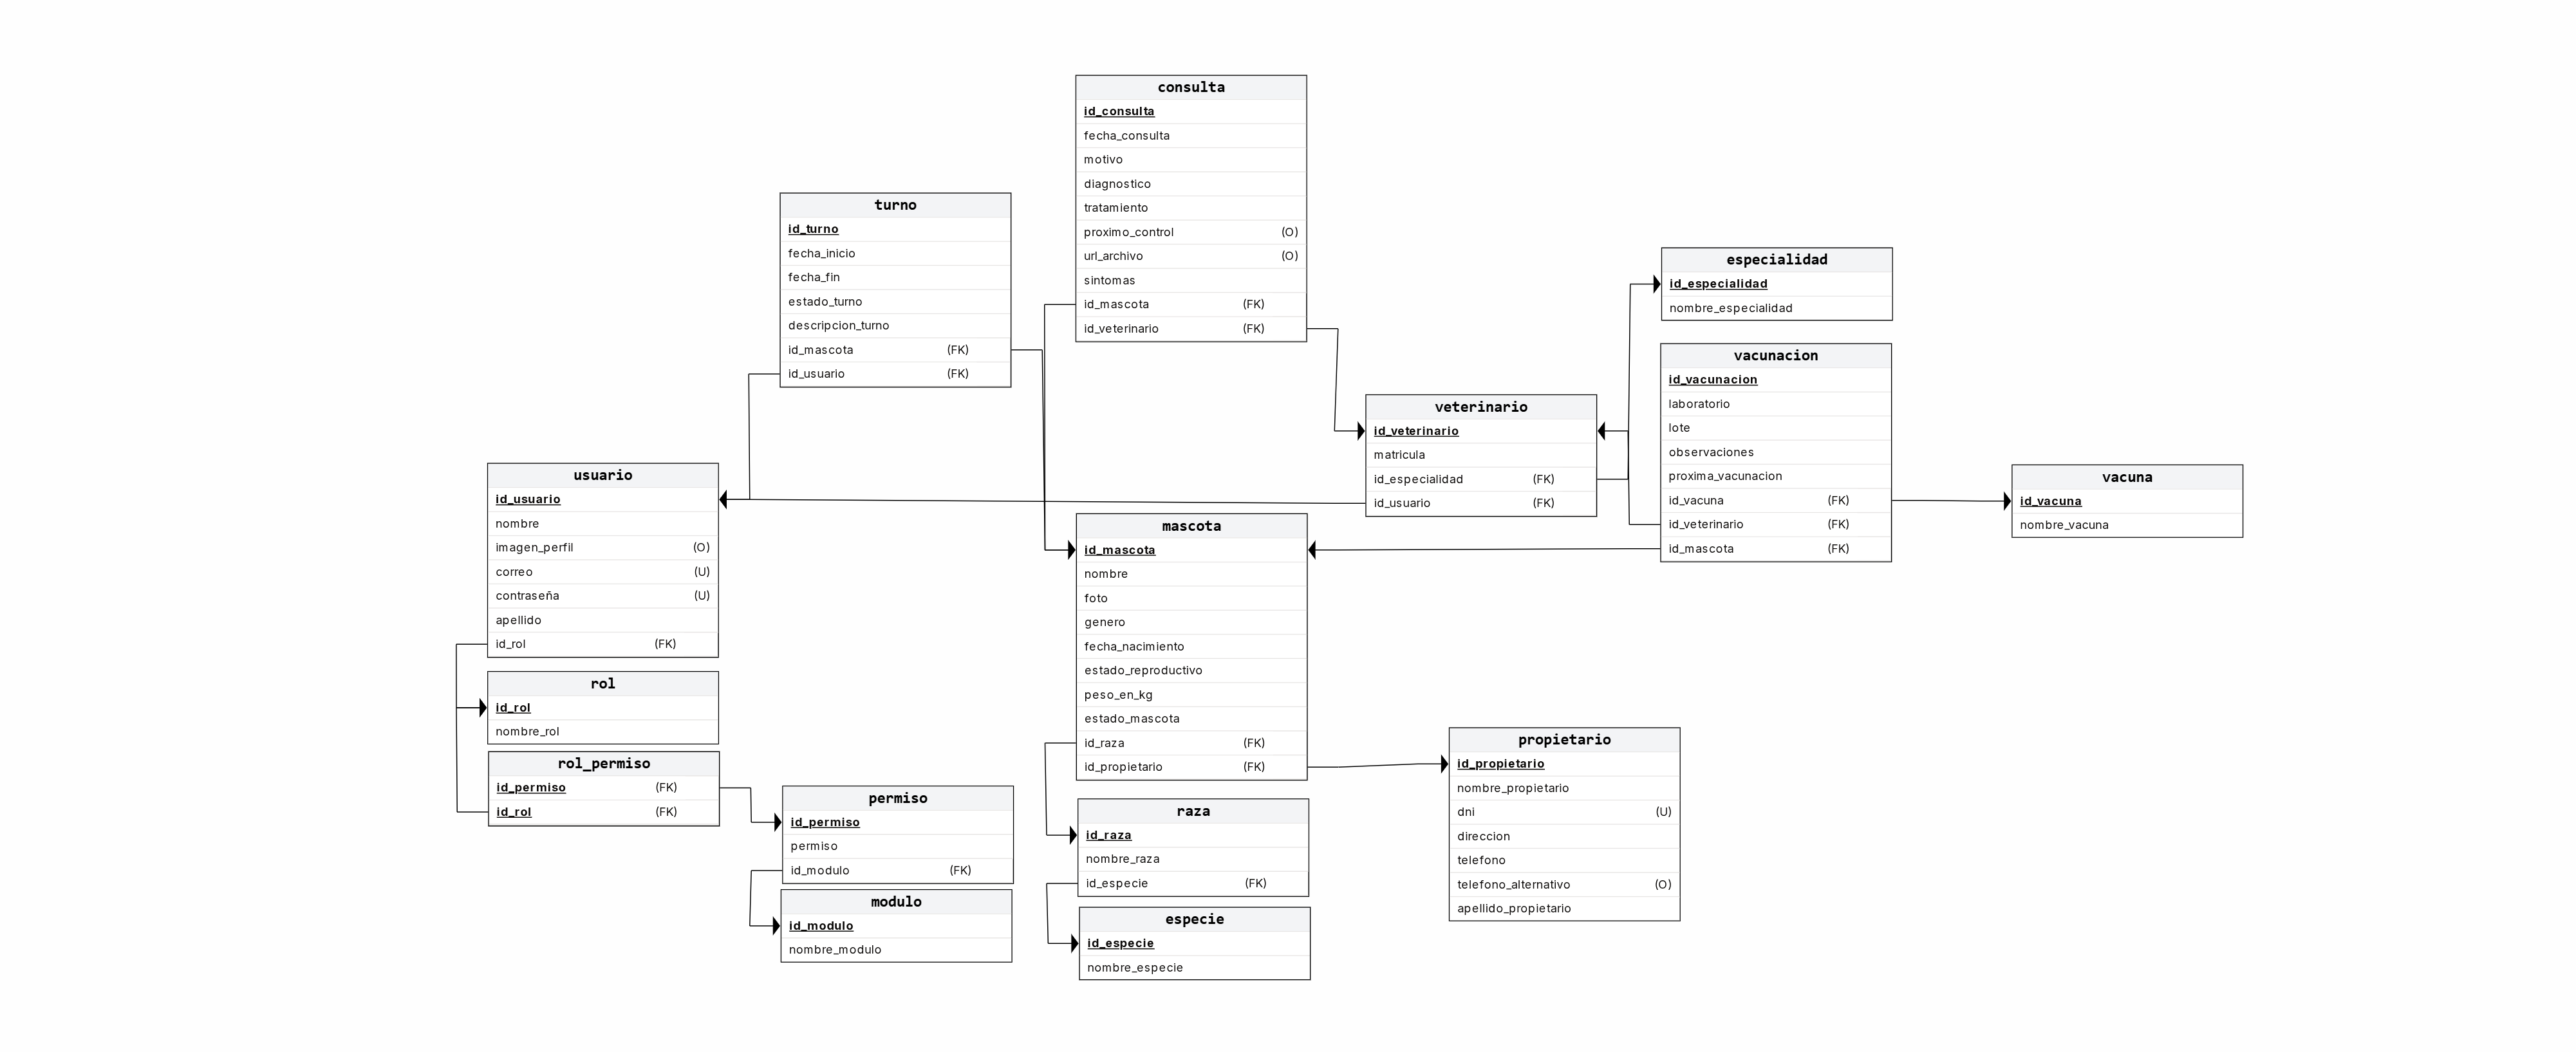 consulta
id_consulta
fecha_consulta
motivo
diagnostico
tratamiento
proximo_control (O)
url_archivo (O)
sintomas
id_mascota (FK)
id_veterinario (FK)
turno
id_turno
fecha_inicio
fecha_fin
estado_turno
descripcion_turno
id_mascota (FK)
id_usuario (FK)
especialidad
id_especialidad
nombre_especialidad
vacunacion
id_vacunacion
laboratorio
lote
observaciones
proxima_vacunacion
id_vacuna (FK)
id_veterinario (FK)
id_mascota (FK)
veterinario
id_veterinario
matricula
id_especialidad (FK)
id_usuario (FK)
vacuna
id_vacuna
nombre_vacuna
usuario
id_usuario
nombre
imagen_perfil (O)
correo (U)
contraseña (U)
apellido
id_rol (FK)
mascota
id_mascota
nombre
foto
genero
fecha_nacimiento
estado_reproductivo
peso_en_kg
estado_mascota
id_raza (FK)
id_propietario (FK)
rol
id_rol
nombre_rol
rol_permiso
id_permiso (FK)
id_rol (FK)
permiso
id_permiso
permiso
id_modulo (FK)
modulo
id_modulo
nombre_modulo
raza
id_raza
nombre_raza
id_especie (FK)
especie
id_especie
nombre_especie
propietario
id_propietario
nombre_propietario
dni (U)
direccion
telefono
telefono_alternativo (O)
apellido_propietario